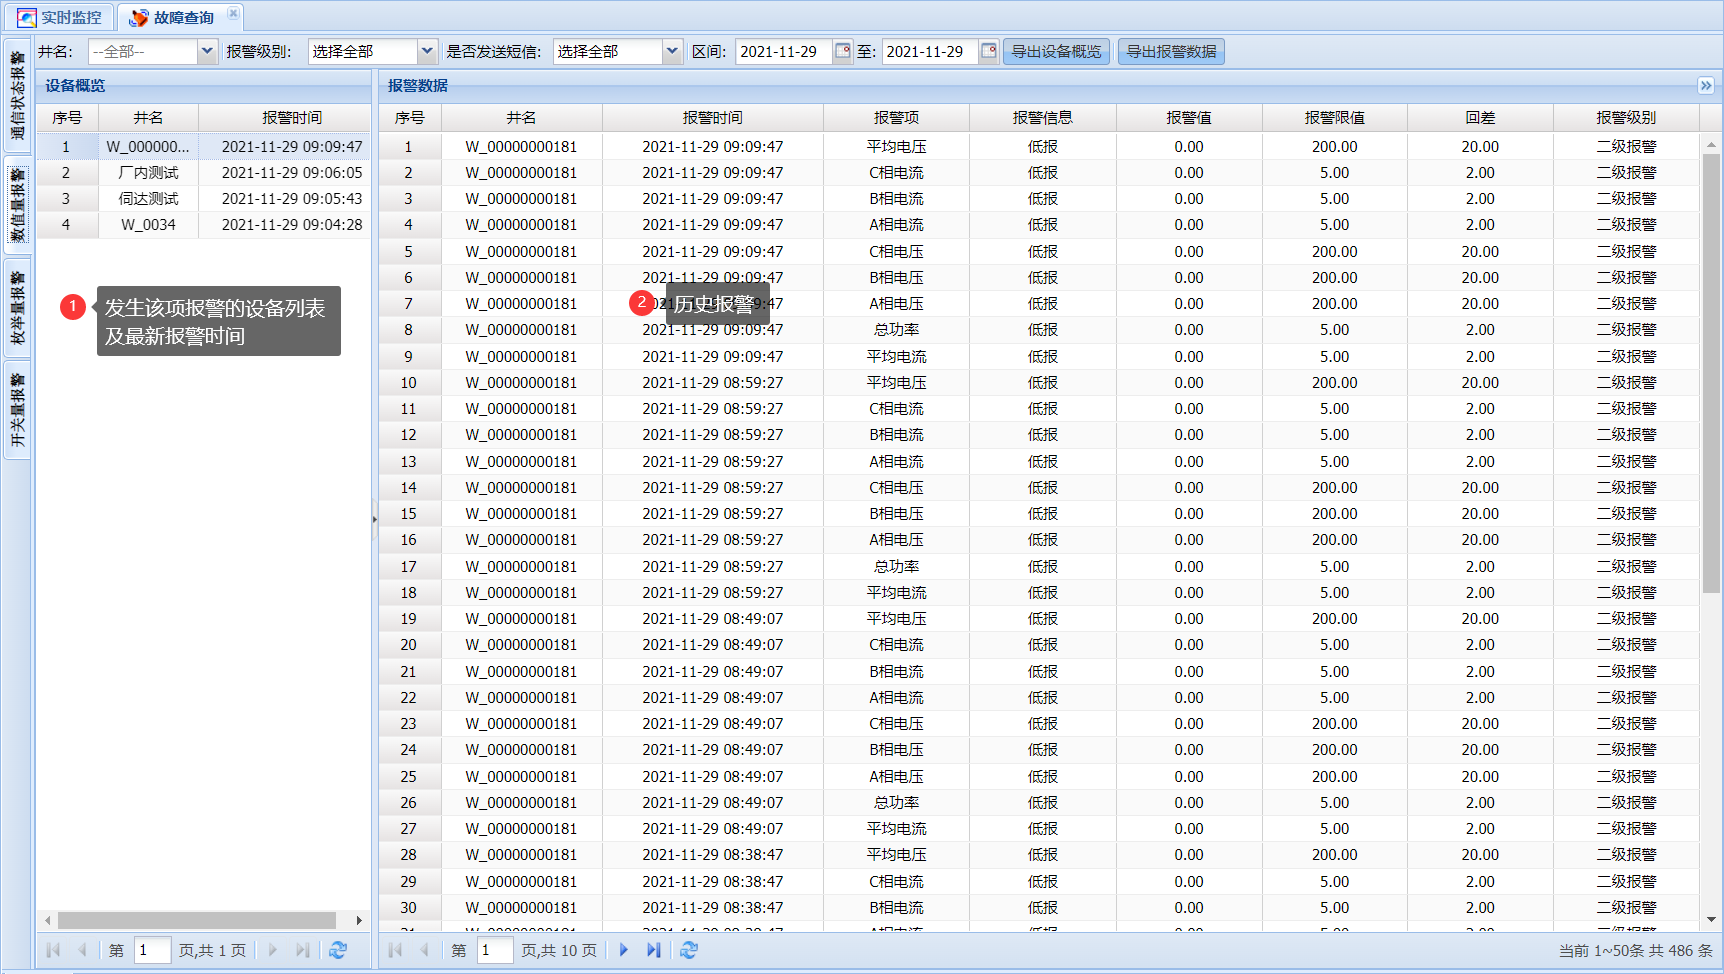 实时监控 故障查询
井名: --全部-- 报警级别: 选择全部 是否发送短信: 选择全部 区间: 2021-11-29 至: 2021-11-29 导出设备概览 导出报警数据
通信状态报警
数值量报警
枚举量报警
开关量报警
设备概览
序号 井名 报警时间
1 W_000000... 2021-11-29 09:09:47
2 厂内测试 2021-11-29 09:06:05
3 伺达测试 2021-11-29 09:05:43
4 W_0034 2021-11-29 09:04:28
1 发生该项报警的设备列表
及最新报警时间
第 1 页,共 1 页
报警数据
序号 井名 报警时间 报警项 报警信息 报警值 报警限值 回差 报警级别
1 W_00000000181 2021-11-29 09:09:47 平均电压 低报 0.00 200.00 20.00 二级报警
2 W_00000000181 2021-11-29 09:09:47 C相电流 低报 0.00 5.00 2.00 二级报警
3 W_00000000181 2021-11-29 09:09:47 B相电流 低报 0.00 5.00 2.00 二级报警
4 W_00000000181 2021-11-29 09:09:47 A相电流 低报 0.00 5.00 2.00 二级报警
5 W_00000000181 2021-11-29 09:09:47 C相电压 低报 0.00 200.00 20.00 二级报警
6 W_00000000181 2021-11-29 09:09:47 B相电压 低报 0.00 200.00 20.00 二级报警
7 W_00000000181 2021-11-29 09:09:47 A相电压 低报 0.00 200.00 20.00 二级报警
2 历史报警
8 W_00000000181 2021-11-29 09:09:47 总功率 低报 0.00 5.00 2.00 二级报警
9 W_00000000181 2021-11-29 09:09:47 平均电流 低报 0.00 5.00 2.00 二级报警
10 W_00000000181 2021-11-29 08:59:27 平均电压 低报 0.00 200.00 20.00 二级报警
11 W_00000000181 2021-11-29 08:59:27 C相电流 低报 0.00 5.00 2.00 二级报警
12 W_00000000181 2021-11-29 08:59:27 B相电流 低报 0.00 5.00 2.00 二级报警
13 W_00000000181 2021-11-29 08:59:27 A相电流 低报 0.00 5.00 2.00 二级报警
14 W_00000000181 2021-11-29 08:59:27 C相电压 低报 0.00 200.00 20.00 二级报警
15 W_00000000181 2021-11-29 08:59:27 B相电压 低报 0.00 200.00 20.00 二级报警
16 W_00000000181 2021-11-29 08:59:27 A相电压 低报 0.00 200.00 20.00 二级报警
17 W_00000000181 2021-11-29 08:59:27 总功率 低报 0.00 5.00 2.00 二级报警
18 W_00000000181 2021-11-29 08:59:27 平均电流 低报 0.00 5.00 2.00 二级报警
19 W_00000000181 2021-11-29 08:49:07 平均电压 低报 0.00 200.00 20.00 二级报警
20 W_00000000181 2021-11-29 08:49:07 C相电流 低报 0.00 5.00 2.00 二级报警
21 W_00000000181 2021-11-29 08:49:07 B相电流 低报 0.00 5.00 2.00 二级报警
22 W_00000000181 2021-11-29 08:49:07 A相电流 低报 0.00 5.00 2.00 二级报警
23 W_00000000181 2021-11-29 08:49:07 C相电压 低报 0.00 200.00 20.00 二级报警
24 W_00000000181 2021-11-29 08:49:07 B相电压 低报 0.00 200.00 20.00 二级报警
25 W_00000000181 2021-11-29 08:49:07 A相电压 低报 0.00 200.00 20.00 二级报警
26 W_00000000181 2021-11-29 08:49:07 总功率 低报 0.00 5.00 2.00 二级报警
27 W_00000000181 2021-11-29 08:49:07 平均电流 低报 0.00 5.00 2.00 二级报警
28 W_00000000181 2021-11-29 08:38:47 平均电压 低报 0.00 200.00 20.00 二级报警
29 W_00000000181 2021-11-29 08:38:47 C相电流 低报 0.00 5.00 2.00 二级报警
30 W_00000000181 2021-11-29 08:38:47 B相电流 低报 0.00 5.00 2.00 二级报警
第 1 页,共 10 页 当前 1~50条 共 486 条